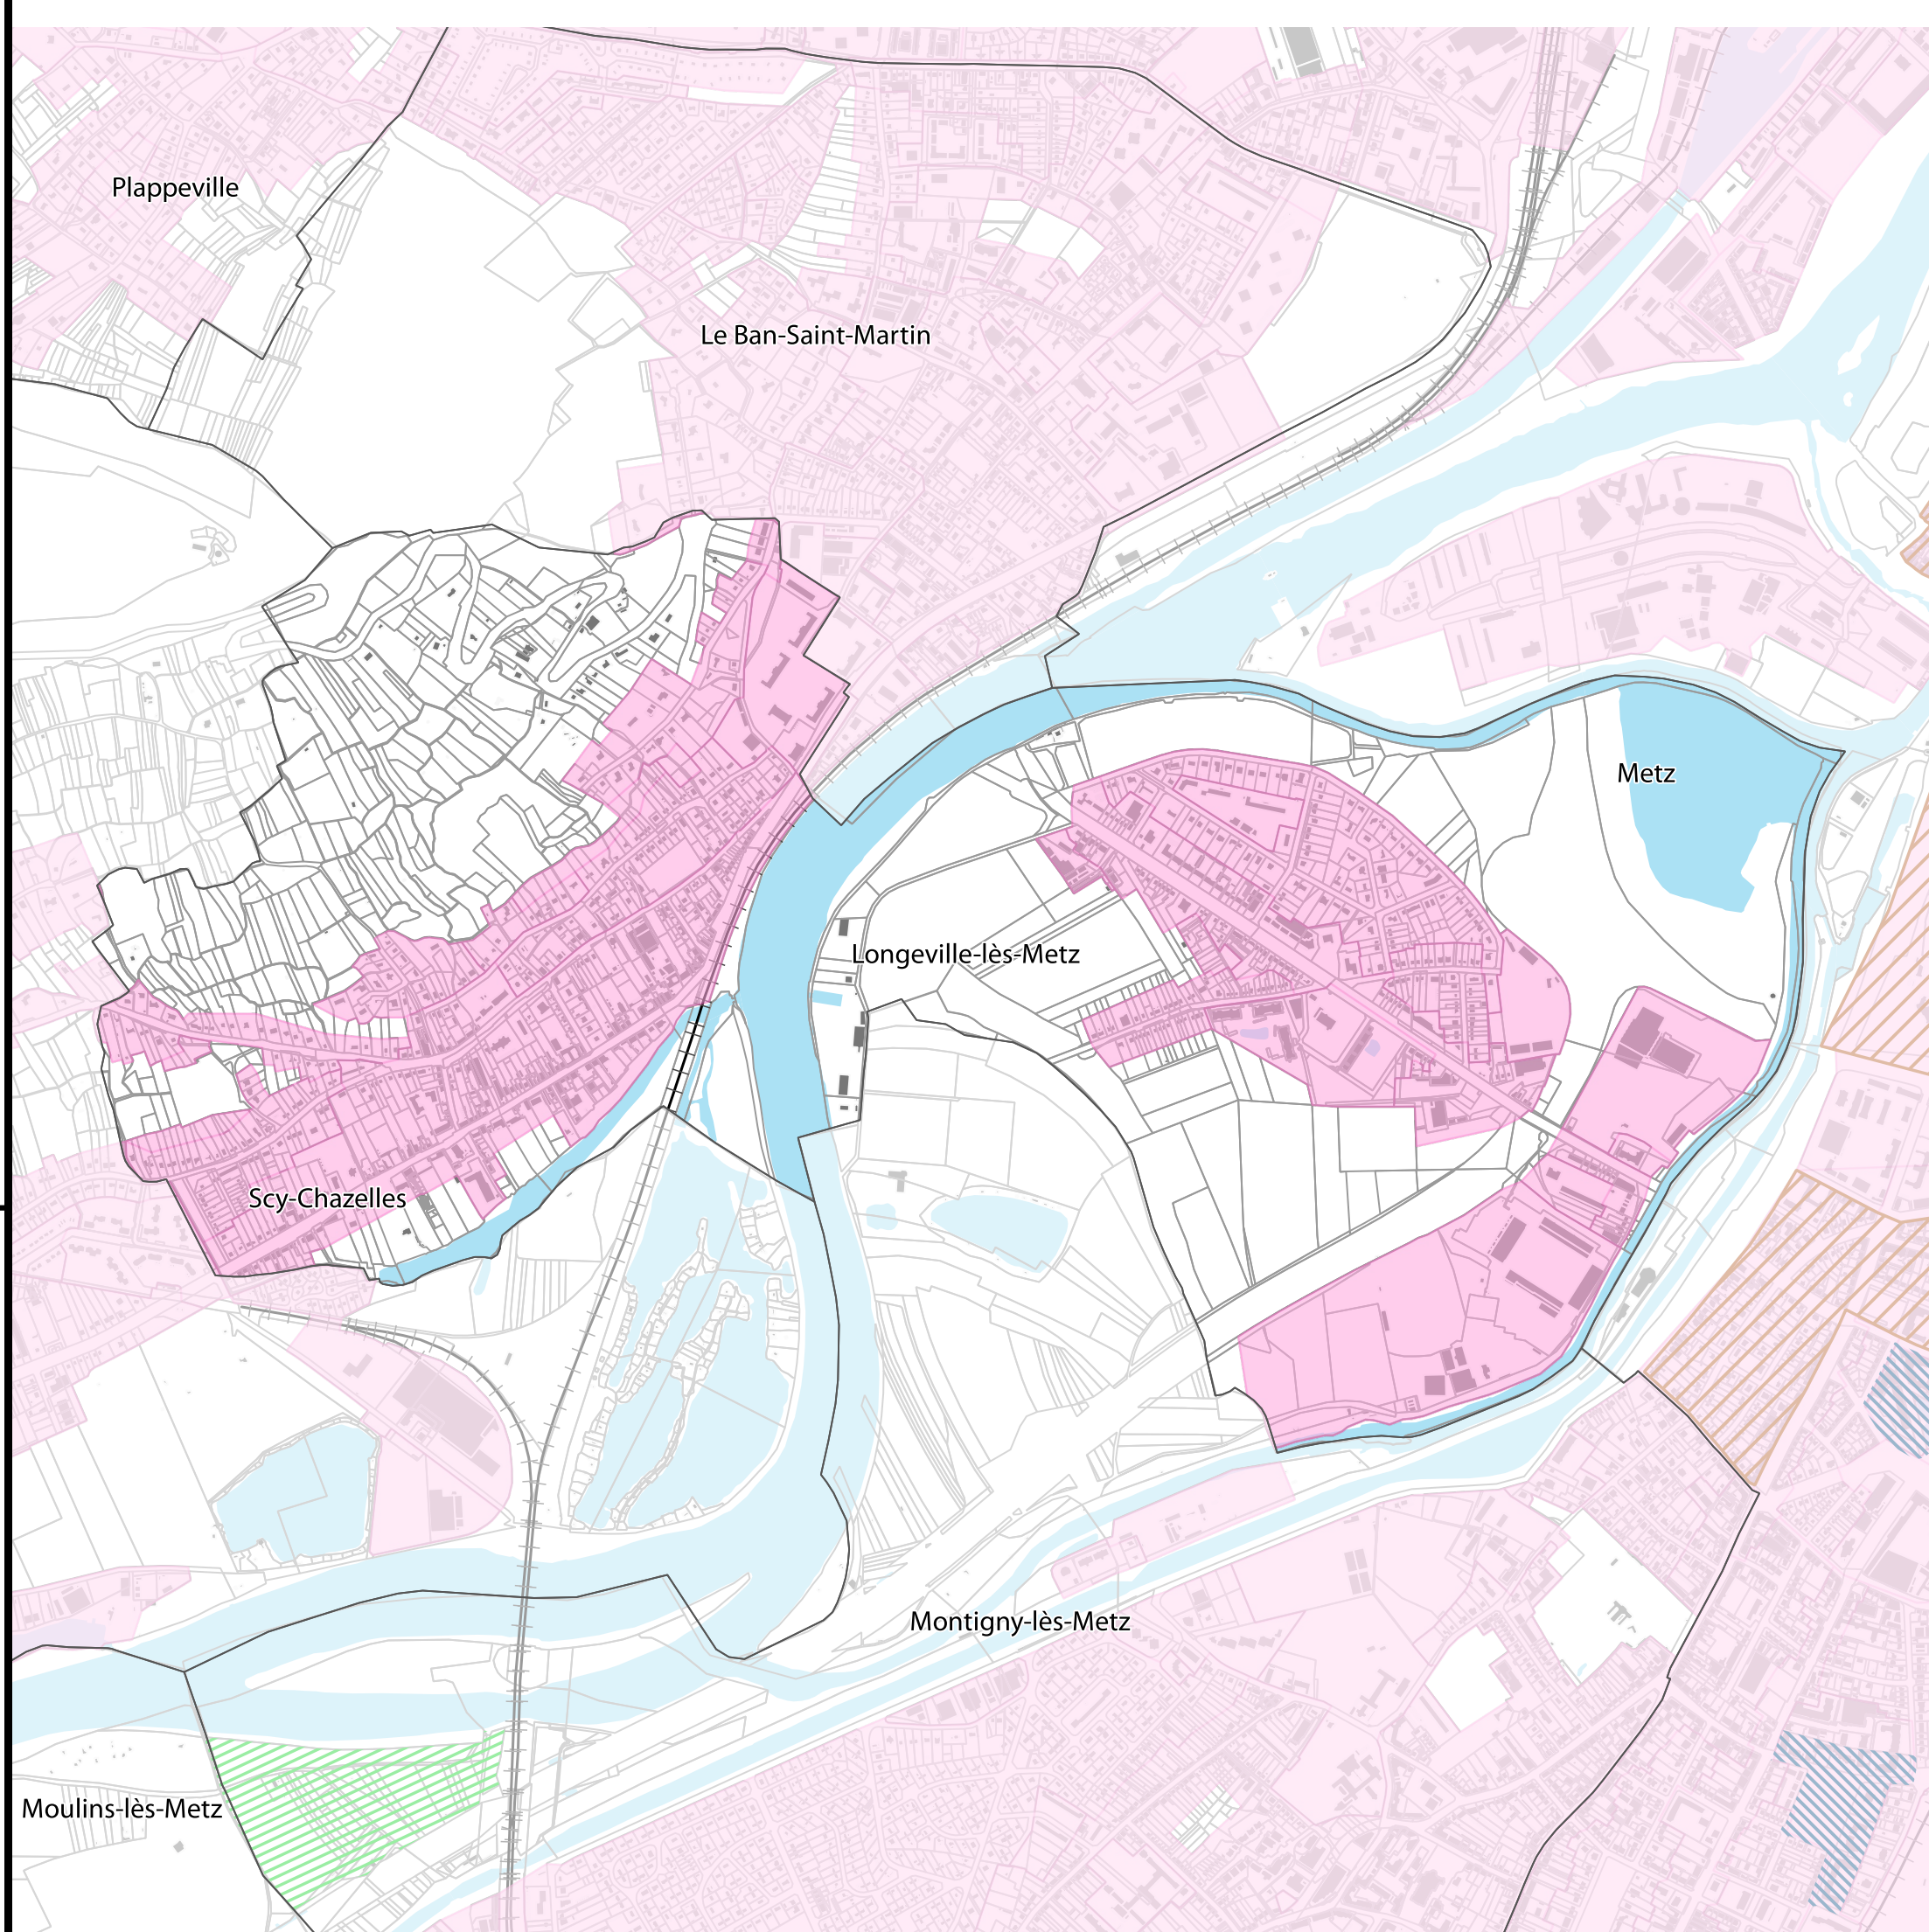 Plappeville
Le Ban-Saint-Martin
Metz
Longeville-lès-Metz
Scy-Chazelles
Montigny-lès-Metz
Moulins-lès-Metz